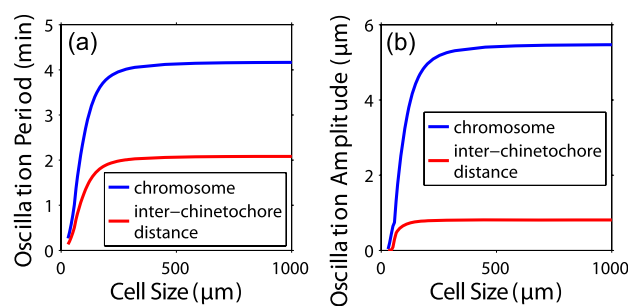 (a)
Oscillation Period (min)
5
4
3
2
1
0
chromosome
inter−chinetochore
distance
0
500
1000
Cell Size (μm)
(b)
Oscillation Amplitude (μm)
6
4
2
0
chromosome
inter−chinetochore
distance
0
500
1000
Cell Size (μm)